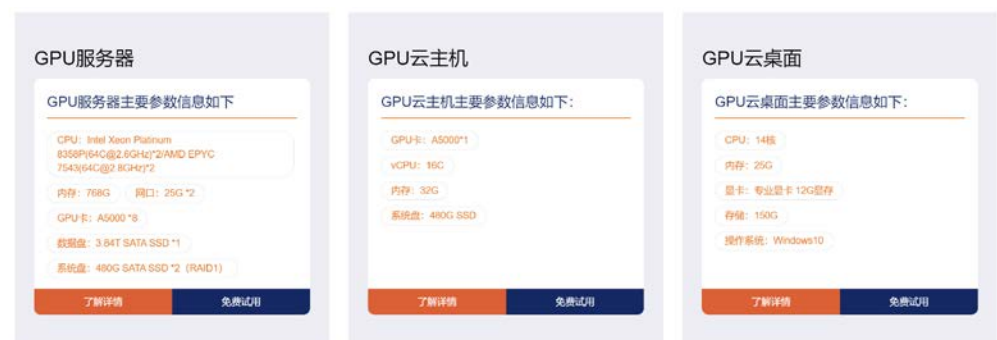 GPU服务器
GPU服务器主要参数信息如下
CPU：Intel Xeon Platinum
8358P(64C@2.6GHz)*2/AMD EPYC
7543(64C@2.8GHz)*2
内存：768G
网口：25G *2
GPU卡：A5000 *8
数据盘：3.84T SATA SSD *1
系统盘：480G SATA SSD *2（RAID1）
了解详情
免费试用
GPU云主机
GPU云主机主要参数信息如下：
GPU卡：A5000*1
vCPU：16C
内存：32G
系统盘：480G SSD
了解详情
免费试用
GPU云桌面
GPU云桌面主要参数信息如下：
CPU：14核
内存：25G
显卡：专业显卡 12G显存
存储：150G
操作系统：Windows10
了解详情
免费试用